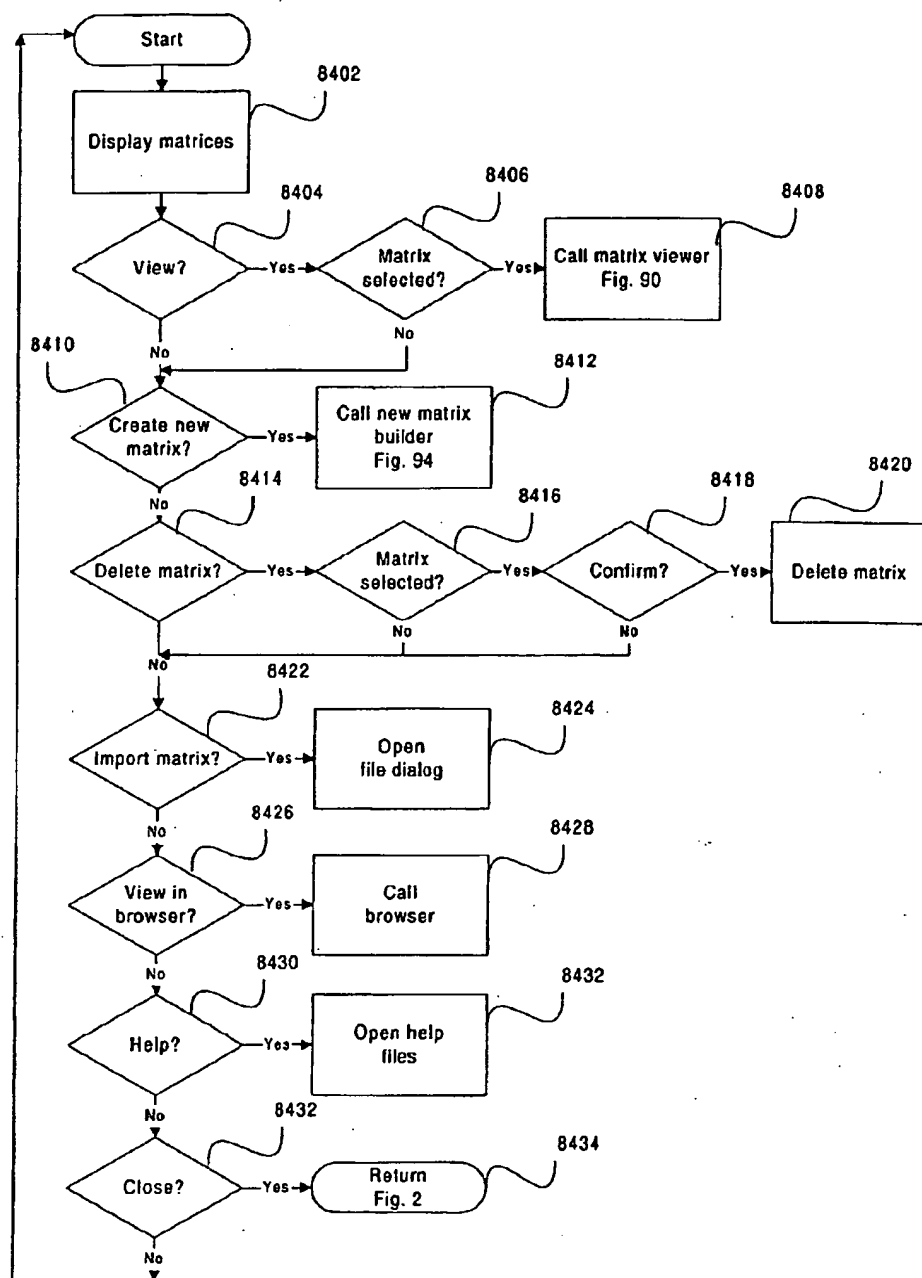 Start
8402
Display matrices
8404
View?
Yes
8406
Matrix
selected?
Yes
8408
Call matrix viewer
Fig. 90
No
No
8410
Create new
matrix?
Yes
8412
Call new matrix
builder
Fig. 94
No
8414
Delete matrix?
Yes
8416
Matrix
selected?
Yes
8418
Confirm?
Yes
8420
Delete matrix
No
No
No
8422
Import matrix?
Yes
8424
Open
file dialog
No
8426
View in
browser?
Yes
8428
Call
browser
No
8430
Help?
Yes
8432
Open help
files
No
8432
Close?
Yes
8434
Return
Fig. 2
No